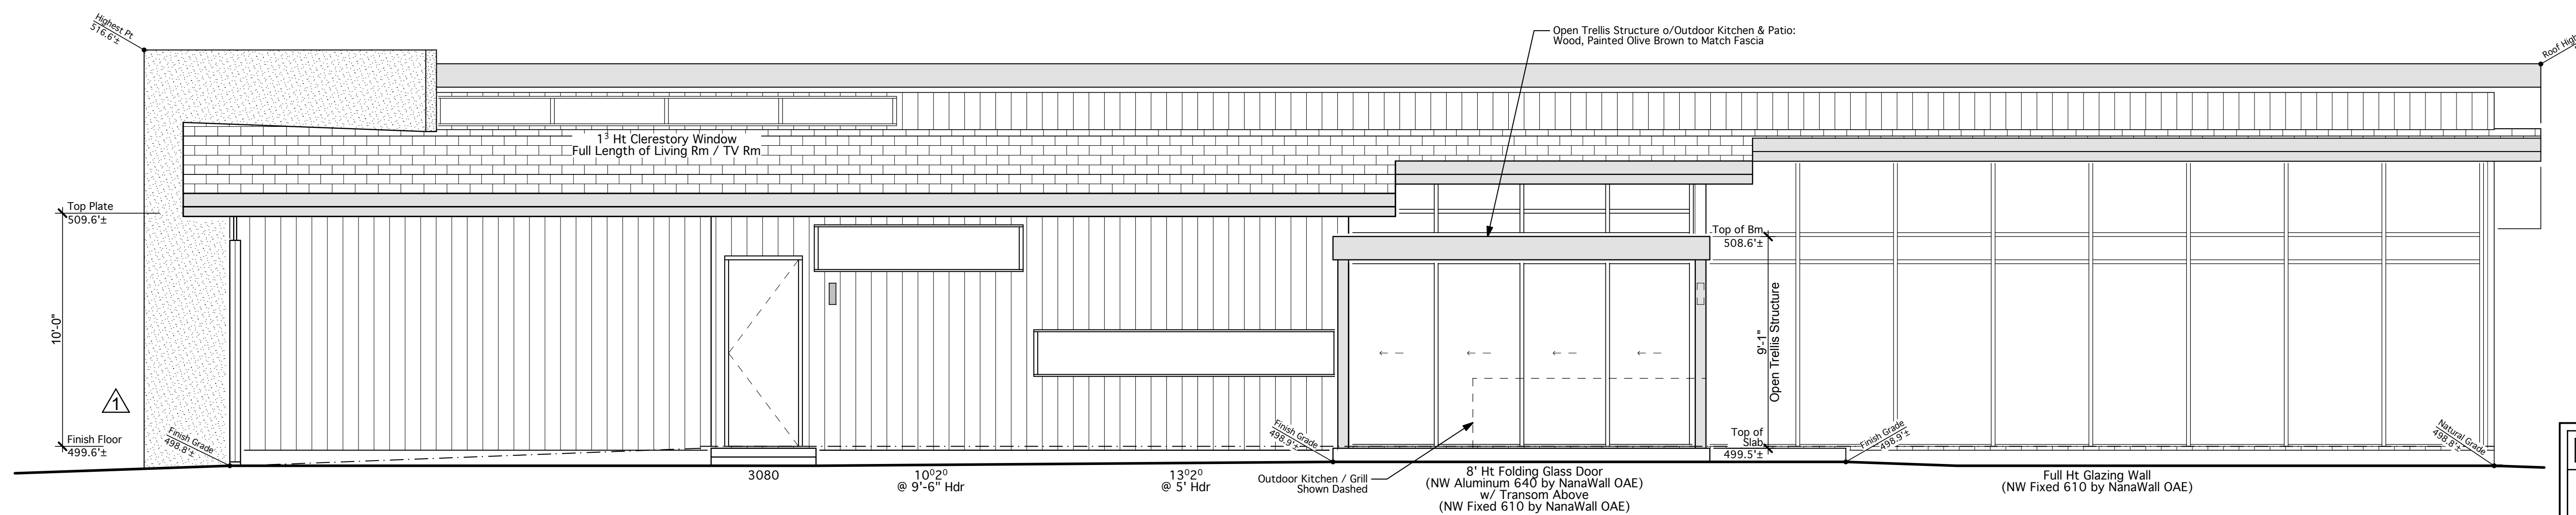 Highest Pt
516.6'±
Open Trellis Structure o/Outdoor Kitchen & Patio:
Wood, Painted Olive Brown to Match Fascia
Roof High
1³ Ht Clerestory Window
Full Length of Living Rm / TV Rm
Top Plate
509.6'±
Top of Bm
508.6'±
10'-0"
9'-1"
Open Trellis Structure
1
Finish Floor
499.6'±
Finish Grade
498.8'±
Finish Grade
498.9'±
Top of
Slab
499.5'±
Finish Grade
498.9'±
Natural Grade
498.8'±
3080
10⁰2⁰
@ 9'-6" Hdr
13⁰2⁰
@ 5' Hdr
Outdoor Kitchen / Grill
Shown Dashed
8' Ht Folding Glass Door
(NW Aluminum 640 by NanaWall OAE)
w/ Transom Above
(NW Fixed 610 by NanaWall OAE)
Full Ht Glazing Wall
(NW Fixed 610 by NanaWall OAE)